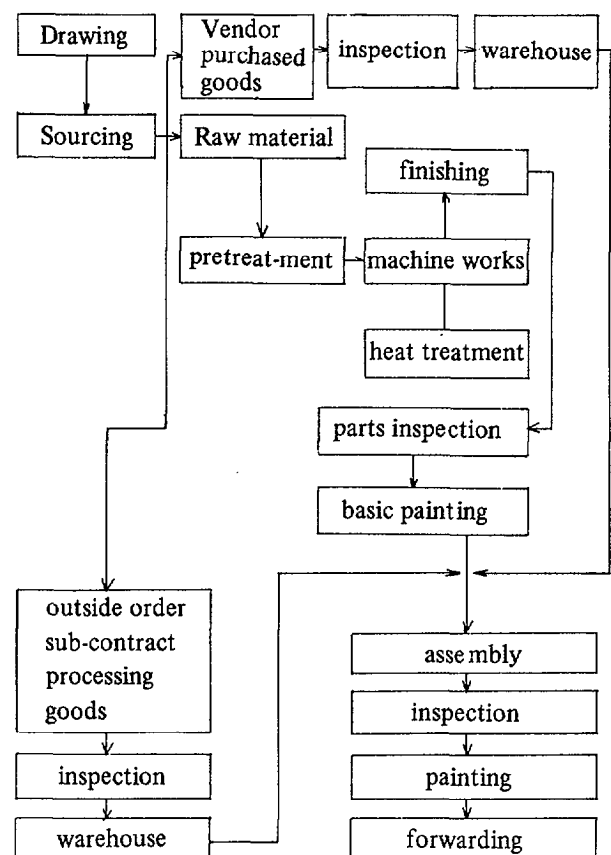 Drawing
Vendor
purchased
goods
inspection
warehouse
Sourcing
Raw material
finishing
pretreat-ment
machine works
heat treatment
parts inspection
basic painting
outside order
sub-contract
processing
goods
assembly
inspection
inspection
painting
warehouse
forwarding